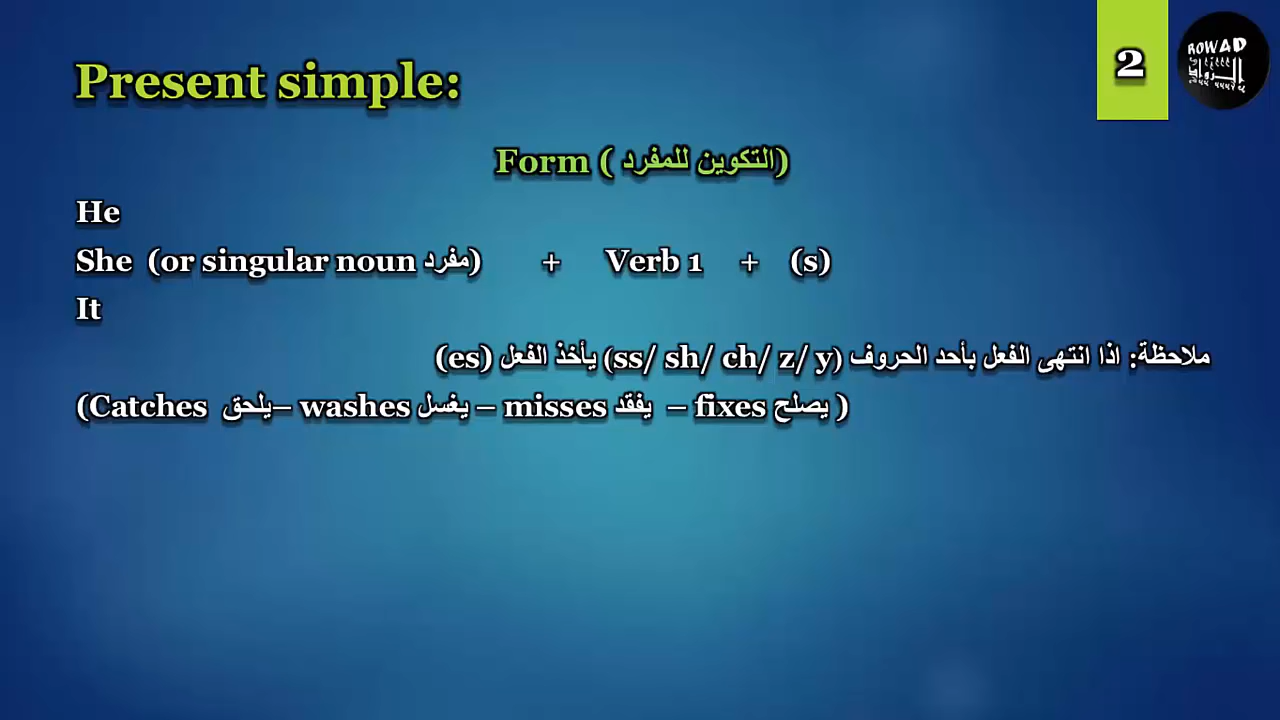 2
ROWAD
الرواد
Present simple:
Form ( التكوين للمفرد)
He
She (or singular noun مفرد) + Verb 1 + (s)
It
ملاحظة: اذا انتهى الفعل بأحد الحروف (ss/ sh/ ch/ z/ y) يأخذ الفعل (es)
(Catches يلحق – washes يغسل – misses يفقد – fixes يصلح )